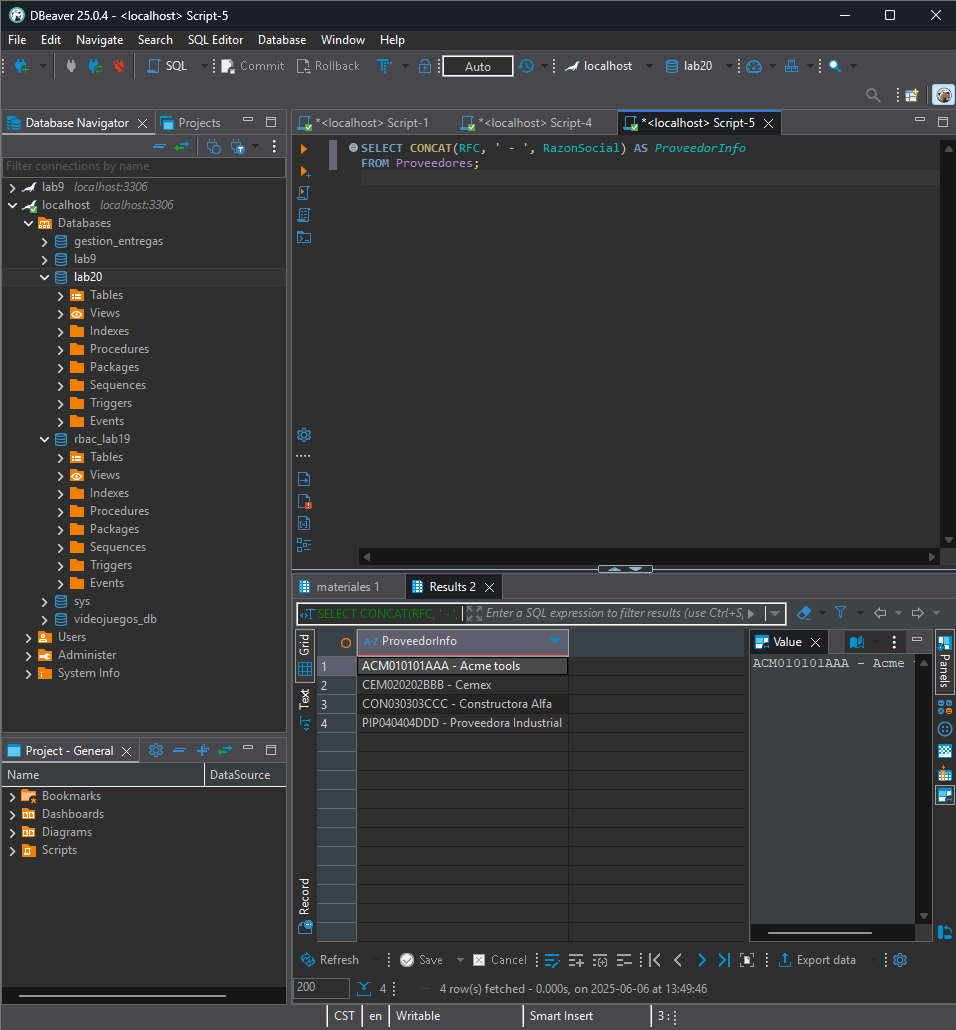 DBeaver 25.0.4 - <localhost> Script-5
File Edit Navigate Search SQL Editor Database Window Help
SQL Commit Rollback Auto localhost lab20
Database Navigator Projects
Filter connections by name
lab9 localhost:3306
localhost localhost:3306
Databases
gestion_entregas
lab9
lab20
Tables
Views
Indexes
Procedures
Packages
Sequences
Triggers
Events
rbac_lab19
Tables
Views
Indexes
Procedures
Packages
Sequences
Triggers
Events
sys
videojuegos_db
Users
Administer
System Info
Project - General
Name DataSource
Bookmarks
Dashboards
Diagrams
Scripts
*<localhost> Script-1 *<localhost> Script-4 *<localhost> Script-5
SELECT CONCAT(RFC, ' - ', RazonSocial) AS ProveedorInfo
FROM Proveedores;
materiales 1 Results 2
SELECT CONCAT(RFC, ' - ', Enter a SQL expression to filter results (use Ctrl+S
Grid
Text
Record
A-Z ProveedorInfo
1 ACM010101AAA - Acme tools
2 CEM020202BBB - Cemex
3 CON030303CCC - Constructora Alfa
4 PIP040404DDD - Proveedora Industrial
Value
ACM010101AAA - Acme
Panels
Refresh Save Cancel Export data
200 4 4 row(s) fetched - 0.000s, on 2025-06-06 at 13:49:46
CST en Writable Smart Insert 3 :